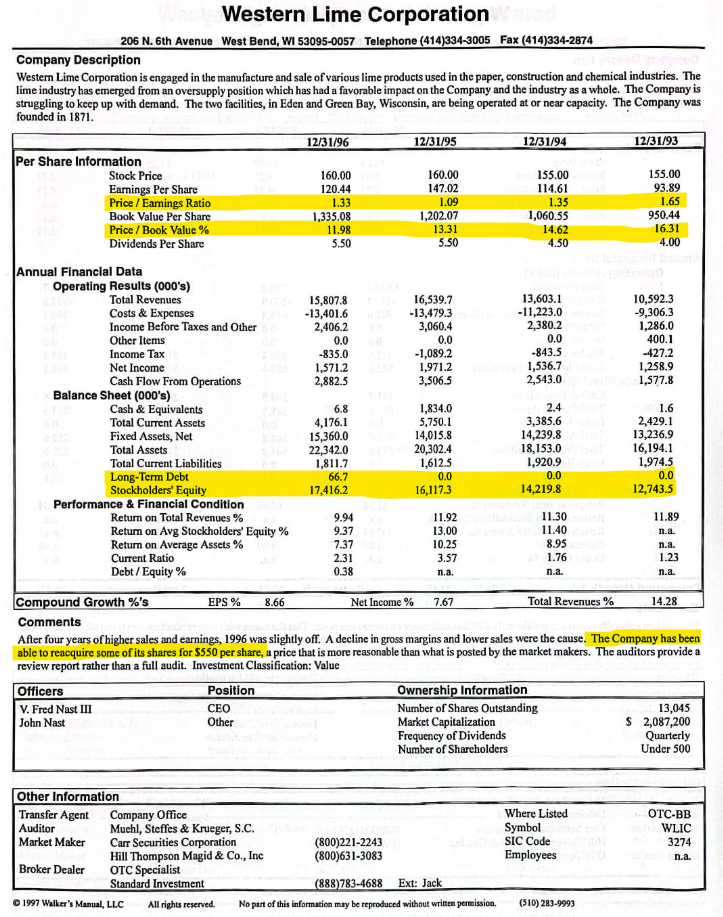 Western Lime Corporation
206 N. 6th Avenue West Bend, WI 53095-0057 Telephone (414)334-3005 Fax (414)334-2874
Company Description
Western Lime Corporation is engaged in the manufacture and sale of various lime products used in the paper, construction and chemical industries. The
lime industry has emerged from an oversupply position which has had a favorable impact on the Company and the industry as a whole. The Company is
struggling to keep up with demand. The two facilities, in Eden and Green Bay, Wisconsin, are being operated at or near capacity. The Company was
founded in 1871.
12/31/96 12/31/95 12/31/94 12/31/93
Per Share Information
Stock Price 160.00 160.00 155.00 155.00
Earnings Per Share 120.44 147.02 114.61 93.89
Price / Earnings Ratio 1.33 1.09 1.35 1.65
Book Value Per Share 1,335.08 1,202.07 1,060.55 950.44
Price / Book Value % 11.98 13.31 14.62 16.31
Dividends Per Share 5.50 5.50 4.50 4.00
Annual Financial Data
Operating Results (000's)
Total Revenues 15,807.8 16,539.7 13,603.1 10,592.3
Costs & Expenses -13,401.6 -13,479.3 -11,223.0 -9,306.3
Income Before Taxes and Other 2,406.2 3,060.4 2,380.2 1,286.0
Other Items 0.0 0.0 0.0 400.1
Income Tax -835.0 -1,089.2 -843.5 -427.2
Net Income 1,571.2 1,971.2 1,536.7 1,258.9
Cash Flow From Operations 2,882.5 3,506.5 2,543.0 1,577.8
Balance Sheet (000's)
Cash & Equivalents 6.8 1,834.0 2.4 1.6
Total Current Assets 4,176.1 5,750.1 3,385.6 2,429.1
Fixed Assets, Net 15,360.0 14,015.8 14,239.8 13,236.9
Total Assets 22,342.0 20,302.4 18,153.0 16,194.1
Total Current Liabilities 1,811.7 1,612.5 1,920.9 1,974.5
Long-Term Debt 66.7 0.0 0.0 0.0
Stockholders' Equity 17,416.2 16,117.3 14,219.8 12,743.5
Performance & Financial Condition
Return on Total Revenues % 9.94 11.92 11.30 11.89
Return on Avg Stockholders' Equity % 9.37 13.00 11.40 n.a.
Return on Average Assets % 7.37 10.25 8.95 n.a.
Current Ratio 2.31 3.57 1.76 1.23
Debt / Equity % 0.38 n.a. n.a. n.a.
Compound Growth %'s EPS % 8.66 Net Income % 7.67 Total Revenues % 14.28
Comments
After four years of higher sales and earnings, 1996 was slightly off. A decline in gross margins and lower sales were the cause. The Company has been
able to reacquire some of its shares for $550 per share, a price that is more reasonable than what is posted by the market makers. The auditors provide a
review report rather than a full audit. Investment Classification: Value
Officers Position Ownership Information
V. Fred Nast III CEO Number of Shares Outstanding 13,045
John Nast Other Market Capitalization $ 2,087,200
Frequency of Dividends Quarterly
Number of Shareholders Under 500
Other Information
Transfer Agent Company Office Where Listed OTC-BB
Auditor Muehl, Steffes & Krueger, S.C. Symbol WLIC
Market Maker Carr Securities Corporation (800)221-2243 SIC Code 3274
Hill Thompson Magid & Co., Inc (800)631-3083 Employees n.a.
Broker Dealer OTC Specialist
Standard Investment (888)783-4688 Ext: Jack
© 1997 Walker's Manual, LLC All rights reserved. No part of this information may be reproduced without written permission. (510) 283-9993